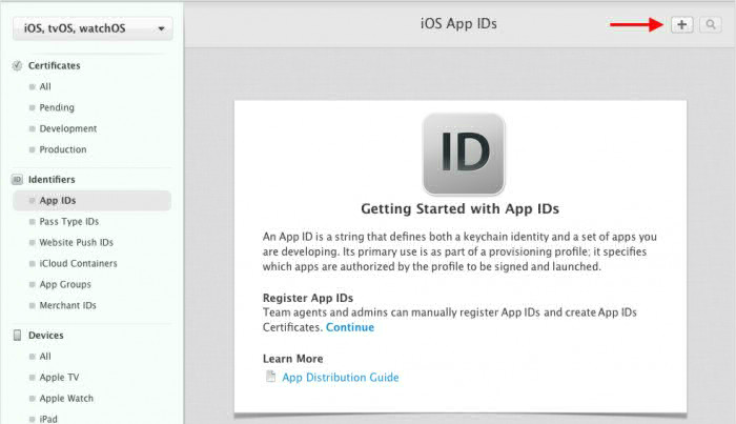 iOS, tvOS, watchOS
iOS App IDs
Certificates
All
Pending
Development
Production
ID
Identifiers
App IDs
Pass Type IDs
Website Push IDs
iCloud Containers
App Groups
Merchant IDs
Devices
All
Apple TV
Apple Watch
iPad
ID
Getting Started with App IDs
An App ID is a string that defines both a keychain identity and a set of apps you
are developing. Its primary use is as part of a provisioning profile; it specifies
which apps are authorized by the profile to be signed and launched.
Register App IDs
Team agents and admins can manually register App IDs and create App IDs
Certificates. Continue
Learn More
App Distribution Guide